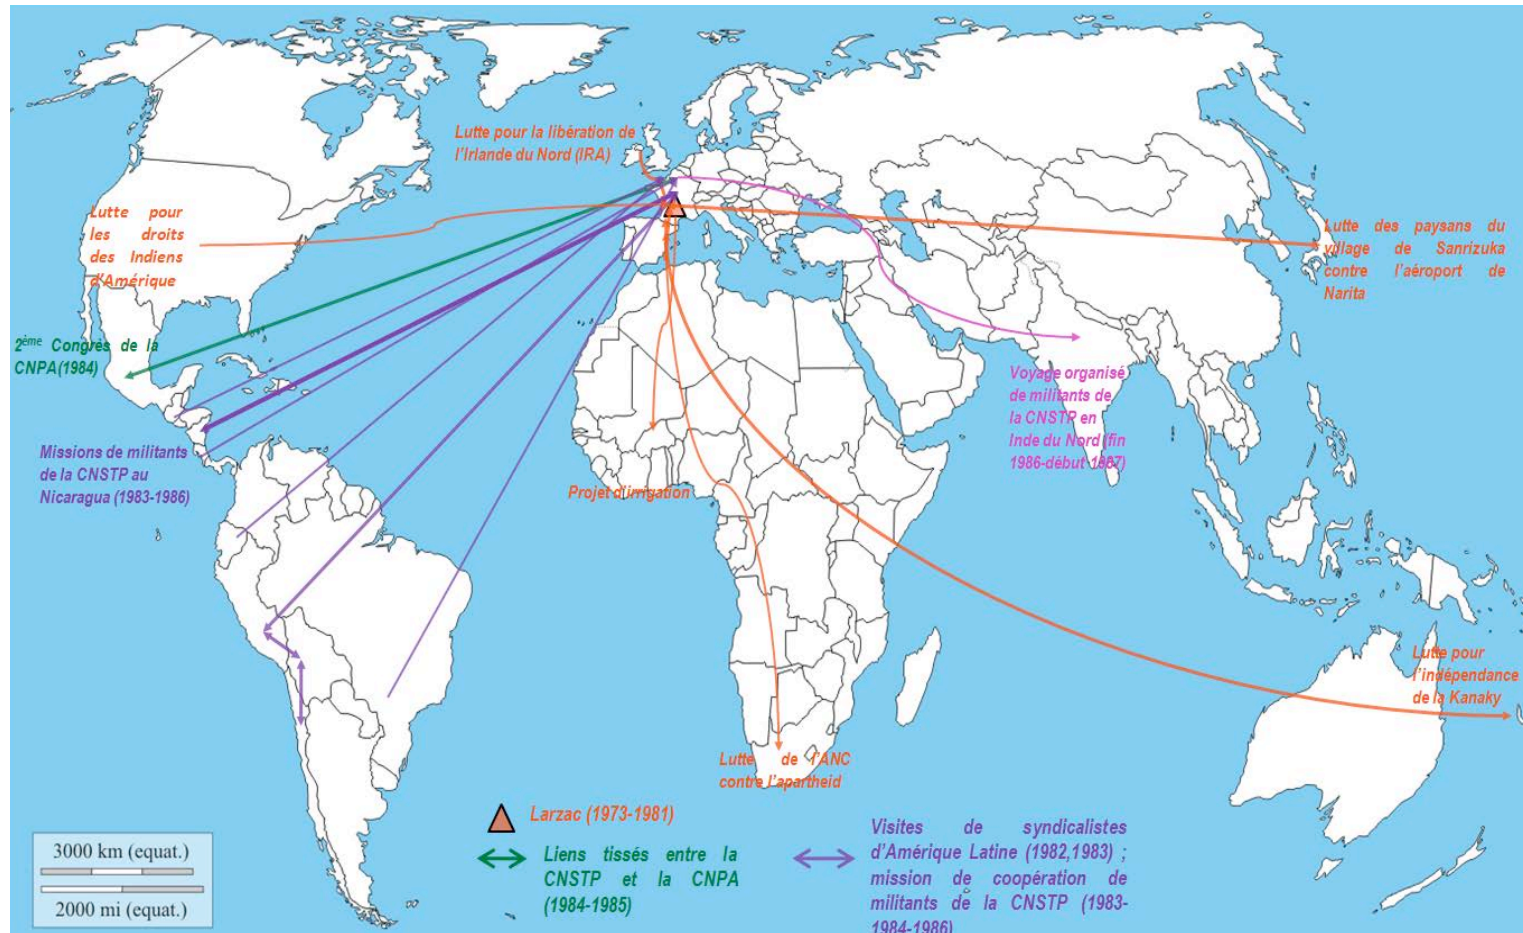 Lutte pour la libération de
l'Irlande du Nord (IRA)
Lutte pour
les droits
des Indiens
d'Amérique
Lutte des paysans du
village de Sanrizuka
contre l'aéroport de
Narita
2ème Congrès de la
CNPA(1984)
Voyage organisé
de militants de
la CNSTP en
Inde du Nord (fin
1986-début 1987)
Missions de militants
de la CNSTP au
Nicaragua (1983-1986)
Projet d'irrigation
Lutte pour
l'indépendance
de la Kanaky
Lutte de l'ANC
contre l'apartheid
Larzac (1973-1981)
Liens tissés entre la
CNSTP et la CNPA
(1984-1985)
Visites de syndicalistes
d'Amérique Latine (1982,1983) ;
mission de coopération de
militants de la CNSTP (1983-
1984-1986)
3000 km (equat.)
2000 mi (equat.)